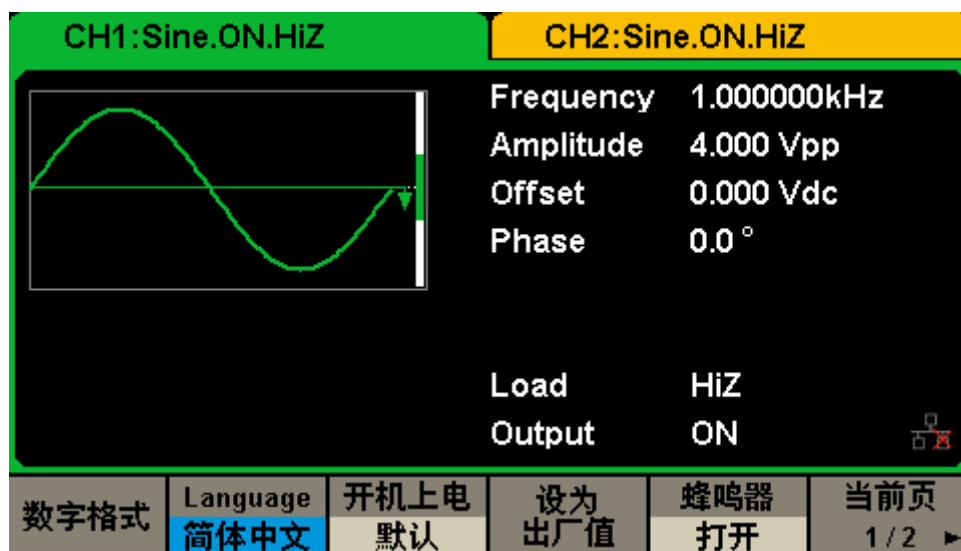 CH1:Sine.ON.HiZ
CH2:Sine.ON.HiZ
Frequency 1.000000kHz
Amplitude 4.000 Vpp
Offset 0.000 Vdc
Phase 0.0 °
Load HiZ
Output ON
数字格式
Language
简体中文
开机上电
默认
设为
出厂值
蜂鸣器
打开
当前页
1/2 ►